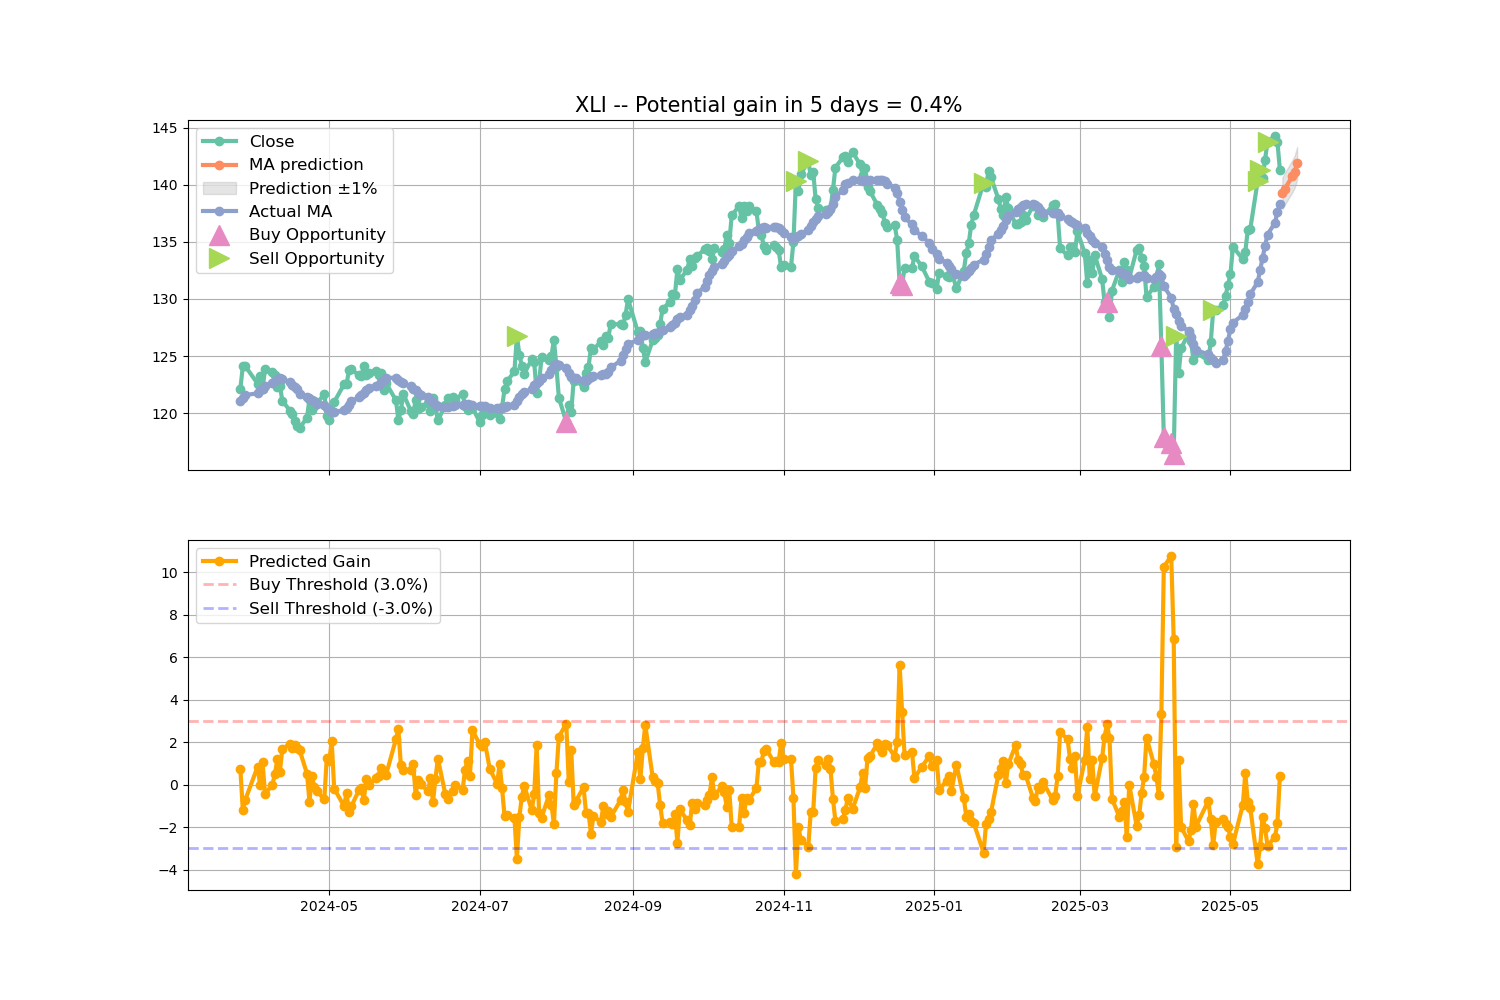 XLI -- Potential gain in 5 days = 0.4%
145
140
135
130
125
120
Close
MA prediction
Prediction ±1%
Actual MA
Buy Opportunity
Sell Opportunity
10
8
6
4
2
0
−2
−4
Predicted Gain
Buy Threshold (3.0%)
Sell Threshold (-3.0%)
2024-05
2024-07
2024-09
2024-11
2025-01
2025-03
2025-05